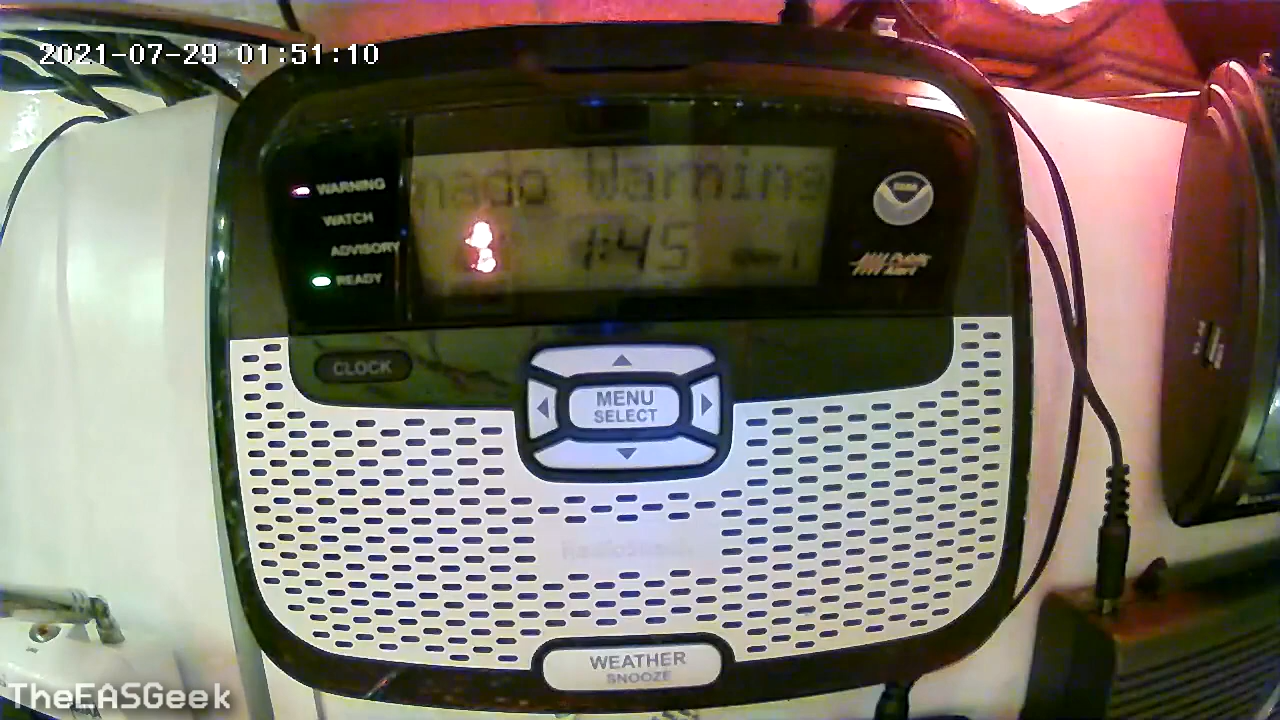 2021-07-29 01:51:10
nado Warning
WARNING
WATCH
1:45
ADVISORY
READY
CLOCK
MENU
SELECT
WEATHER
SNOOZE
TheEASGeek